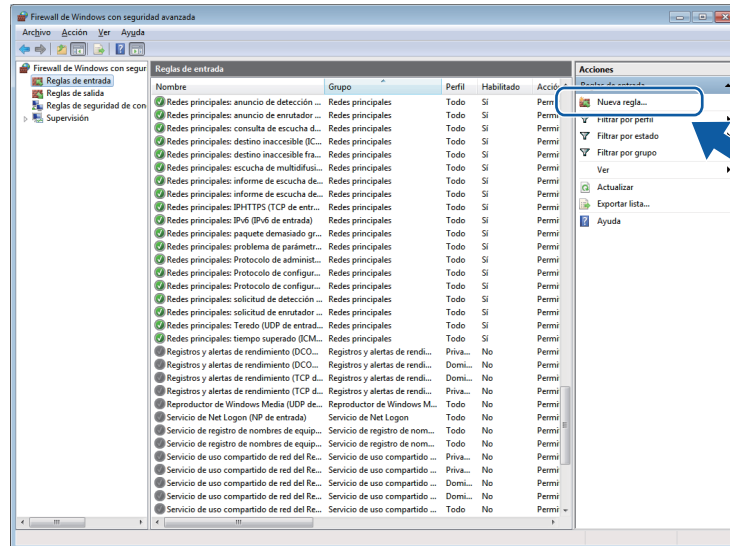 Firewall de Windows con seguridad avanzada
Archivo Acción Ver Ayuda
Firewall de Windows con segur
Reglas de entrada
Reglas de salida
Reglas de seguridad de con
Supervisión
Reglas de entrada
Nombre Grupo Perfil Habilitado Acció
Redes principales: anuncio de detección ... Redes principales Todo Sí Permi
Redes principales: anuncio de enrutador ... Redes principales Todo Sí Permi
Redes principales: consulta de escucha d... Redes principales Todo Sí Permi
Redes principales: destino inaccesible (IC... Redes principales Todo Sí Permi
Redes principales: destino inaccesible fra... Redes principales Todo Sí Permi
Redes principales: escucha de multidifusi... Redes principales Todo Sí Permi
Redes principales: informe de escucha de... Redes principales Todo Sí Permi
Redes principales: informe de escucha de... Redes principales Todo Sí Permi
Redes principales: IPHTTPS (TCP de entr... Redes principales Todo Sí Permi
Redes principales: IPv6 (IPv6 de entrada) Redes principales Todo Sí Permi
Redes principales: paquete demasiado gr... Redes principales Todo Sí Permi
Redes principales: problema de parámetr... Redes principales Todo Sí Permi
Redes principales: Protocolo de administ... Redes principales Todo Sí Permi
Redes principales: Protocolo de configur... Redes principales Todo Sí Permi
Redes principales: Protocolo de configur... Redes principales Todo Sí Permi
Redes principales: solicitud de detección ... Redes principales Todo Sí Permi
Redes principales: solicitud de enrutador ... Redes principales Todo Sí Permi
Redes principales: Teredo (UDP de entrad... Redes principales Todo Sí Permi
Redes principales: tiempo superado (ICM... Redes principales Todo Sí Permi
Registros y alertas de rendimiento (DCO... Registros y alertas de rendi... Priva... No Permi
Registros y alertas de rendimiento (DCO... Registros y alertas de rendi... Domi... No Permi
Registros y alertas de rendimiento (TCP d... Registros y alertas de rendi... Domi... No Permi
Registros y alertas de rendimiento (TCP d... Registros y alertas de rendi... Priva... No Permi
Reproductor de Windows Media (UDP de... Reproductor de Windows M... Todo No Permi
Servicio de Net Logon (NP de entrada) Servicio de Net Logon Todo No Permi
Servicio de registro de nombres de equip... Servicio de registro de nom... Todo No Permi
Servicio de registro de nombres de equip... Servicio de registro de nom... Todo No Permi
Servicio de uso compartido de red del Re... Servicio de uso compartido ... Priva... No Permi
Servicio de uso compartido de red del Re... Servicio de uso compartido ... Priva... No Permi
Servicio de uso compartido de red del Re... Servicio de uso compartido ... Domi... No Permi
Servicio de uso compartido de red del Re... Servicio de uso compartido ... Domi... No Permi
Servicio de uso compartido de red del Re... Servicio de uso compartido ... Todo No Permi
Acciones
Reglas de entrada
Nueva regla...
Filtrar por perfil
Filtrar por estado
Filtrar por grupo
Ver
Actualizar
Exportar lista...
Ayuda